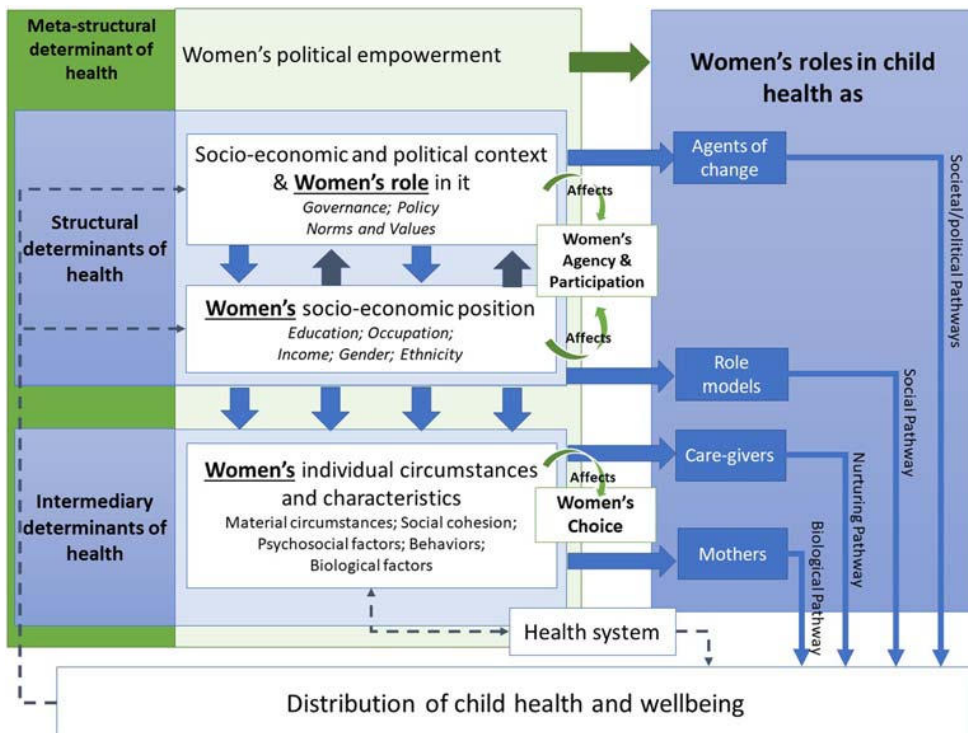 Meta-structural
determinant of
health
Women's political empowerment
Women's roles in child
health as
Socio-economic and political context
& Women's role in it
Governance; Policy
Norms and Values
Structural
determinants of
health
Women's socio-economic position
Education; Occupation;
Income; Gender; Ethnicity
Affects
Women's
Agency &
Participation
Affects
Agents of
change
Societal/political Pathways
Role
models
Social Pathway
Intermediary
determinants of
health
Women's individual circumstances
and characteristics
Material circumstances; Social cohesion;
Psychosocial factors; Behaviors;
Biological factors
Affects
Women's
Choice
Care-givers
Nurturing Pathway
Mothers
Biological Pathway
Health system
Distribution of child health and wellbeing